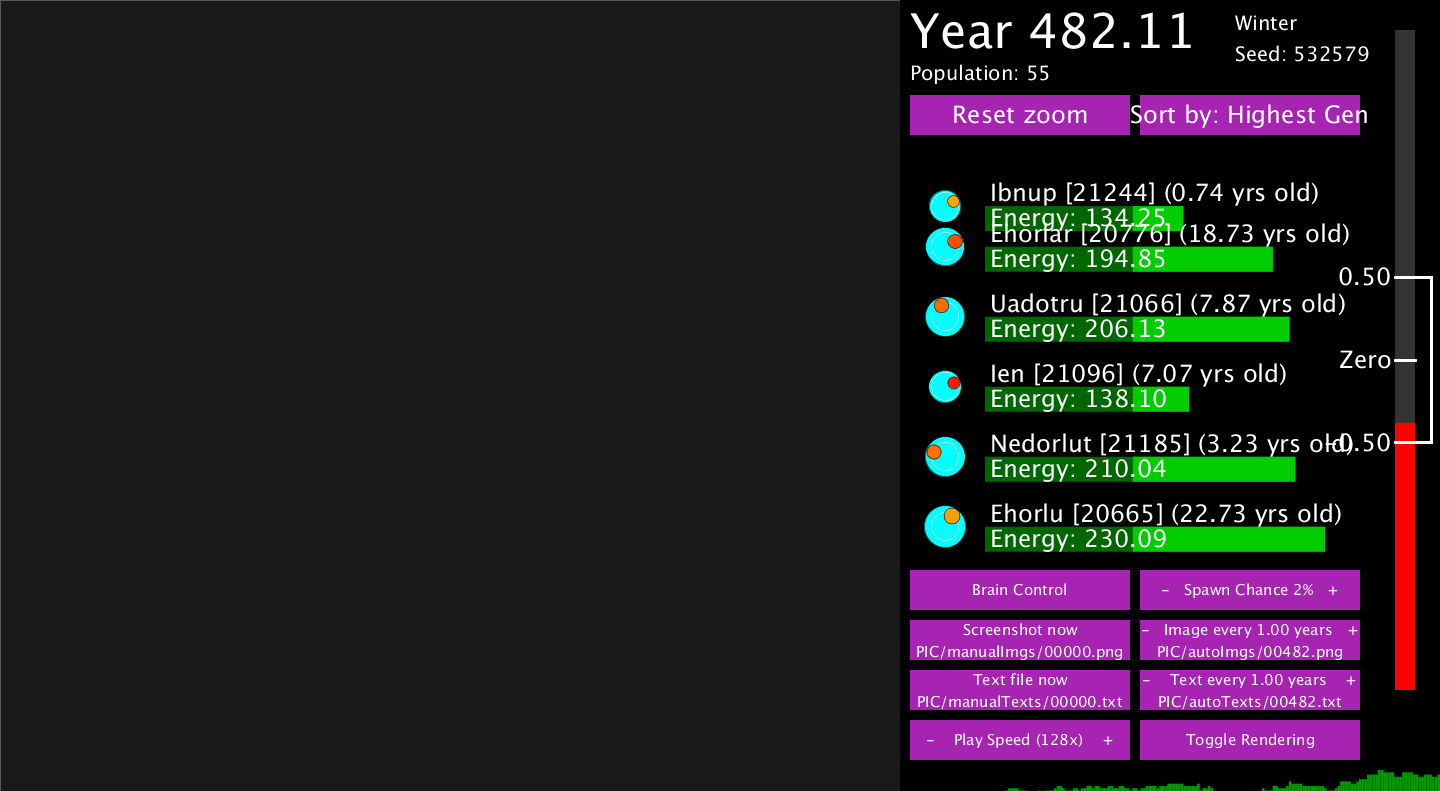 Year 482.11
Winter
Seed: 532579
Population: 55
Reset zoom
Sort by: Highest Gen
Ibnup [21244] (0.74 yrs old)
Energy: 134.25
Ehorlar [20776] (18.73 yrs old)
Energy: 194.85
0.50
Uadotru [21066] (7.87 yrs old)
Energy: 206.13
Zero
Ien [21096] (7.07 yrs old)
Energy: 138.10
-0.50
Nedorlut [21185] (3.23 yrs old)
Energy: 210.04
Ehorlu [20665] (22.73 yrs old)
Energy: 230.09
Brain Control
- Spawn Chance 2% +
Screenshot now
PIC/manualImgs/00000.png
- Image every 1.00 years +
PIC/autoImgs/00482.png
Text file now
PIC/manualTexts/00000.txt
- Text every 1.00 years +
PIC/autoTexts/00482.txt
- Play Speed (128x) +
Toggle Rendering